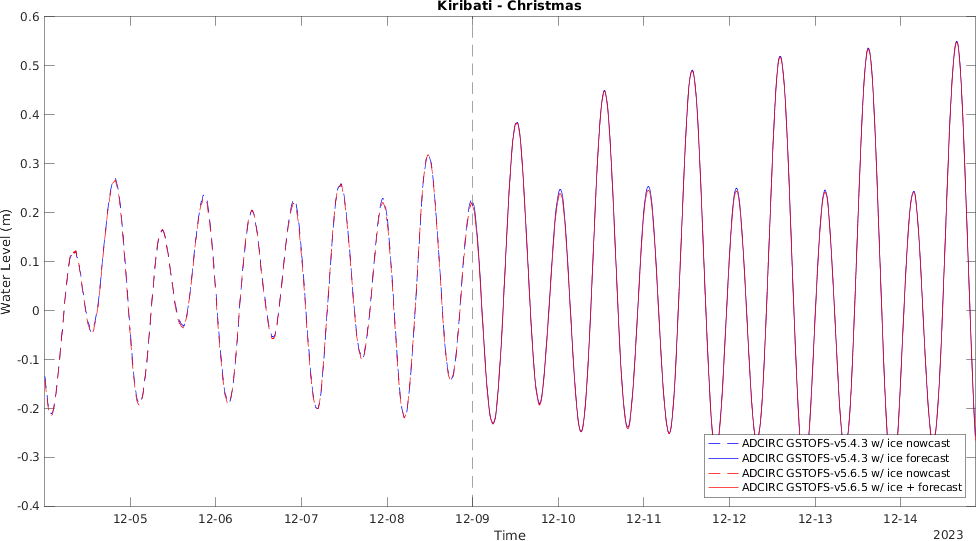 Kiribati - Christmas
0.6
0.5
0.4
0.3
0.2
0.1
0
-0.1
-0.2
-0.3
-0.4
Water Level (m)
12-05 12-06 12-07 12-08 12-09 12-10 12-11 12-12 12-13 12-14
Time
2023
ADCIRC GSTOFS-v5.4.3 w/ ice nowcast
ADCIRC GSTOFS-v5.4.3 w/ ice forecast
ADCIRC GSTOFS-v5.6.5 w/ ice nowcast
ADCIRC GSTOFS-v5.6.5 w/ ice + forecast